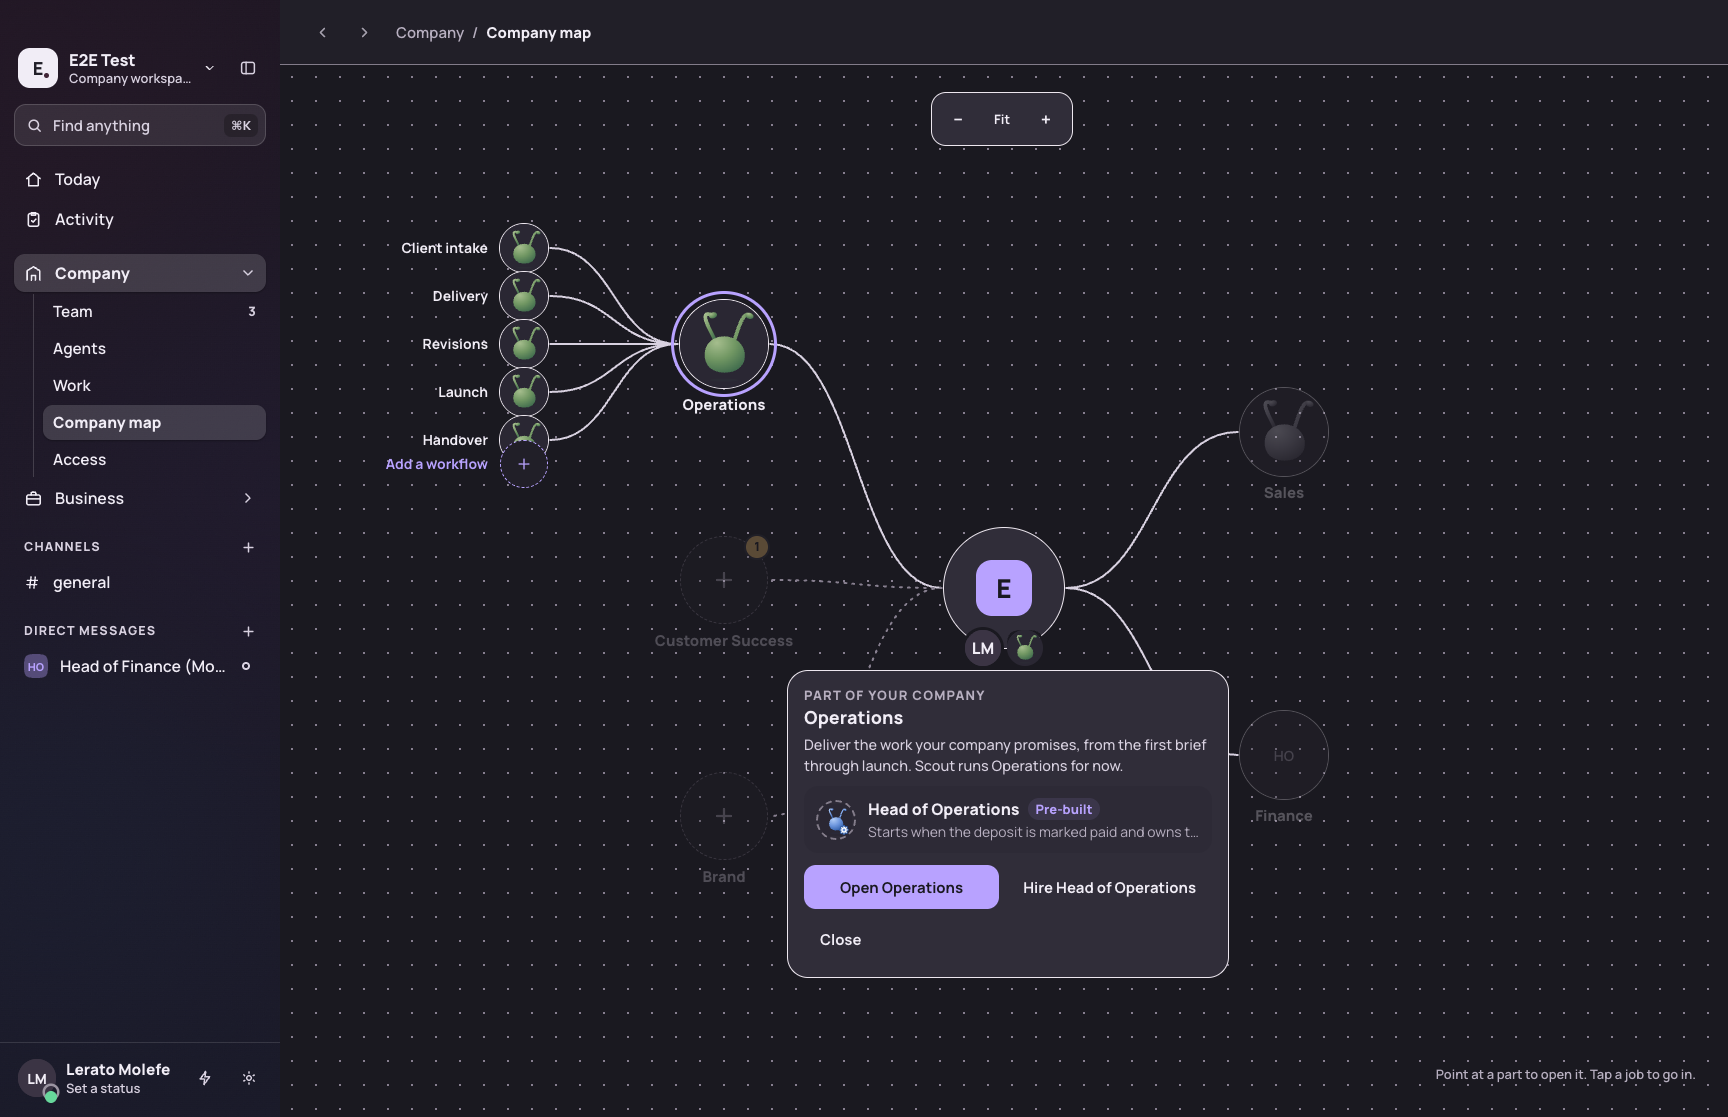 E.
E2E Test
Company workspa...
Find anything
⌘K
Today
Activity
Company
Team
3
Agents
Work
Company map
Access
Business
CHANNELS
# general
DIRECT MESSAGES
HO
Head of Finance (Mo...
LM
Lerato Molefe
Set a status
Company / Company map
− Fit +
Client intake
Delivery
Revisions
Launch
Handover
Add a workflow
Operations
Sales
1
Customer Success
E
LM
Brand
HO
Finance
PART OF YOUR COMPANY
Operations
Deliver the work your company promises, from the first brief
through launch. Scout runs Operations for now.
Head of Operations
Pre-built
Starts when the deposit is marked paid and owns t...
Open Operations
Hire Head of Operations
Close
Point at a part to open it. Tap a job to go in.